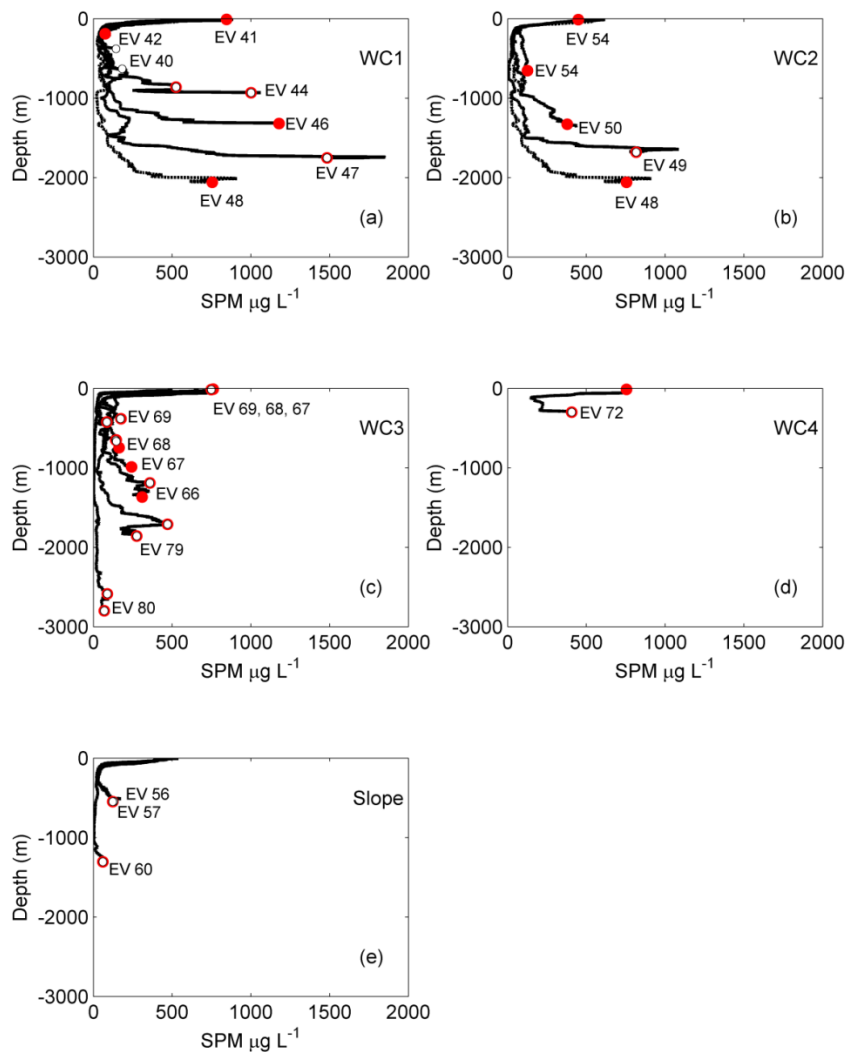 0
-1000
-2000
-3000
Depth (m)
EV 42
EV 41
WC1
EV 40
EV 44
EV 46
EV 47
EV 48
(a)
0 500 1000 1500 2000
SPM µg L⁻¹
0
-1000
-2000
-3000
Depth (m)
EV 54
WC2
EV 54
EV 50
EV 49
EV 48
(b)
0 500 1000 1500 2000
SPM µg L⁻¹
0
-1000
-2000
-3000
Depth (m)
EV 69
EV 69, 68, 67
WC3
EV 68
EV 67
EV 66
EV 79
EV 80
(c)
0 500 1000 1500 2000
SPM µg L⁻¹
0
-1000
-2000
-3000
Depth (m)
EV 72
WC4
(d)
0 500 1000 1500 2000
SPM µg L⁻¹
0
-1000
-2000
-3000
Depth (m)
EV 56
Slope
EV 57
EV 60
(e)
0 500 1000 1500 2000
SPM µg L⁻¹